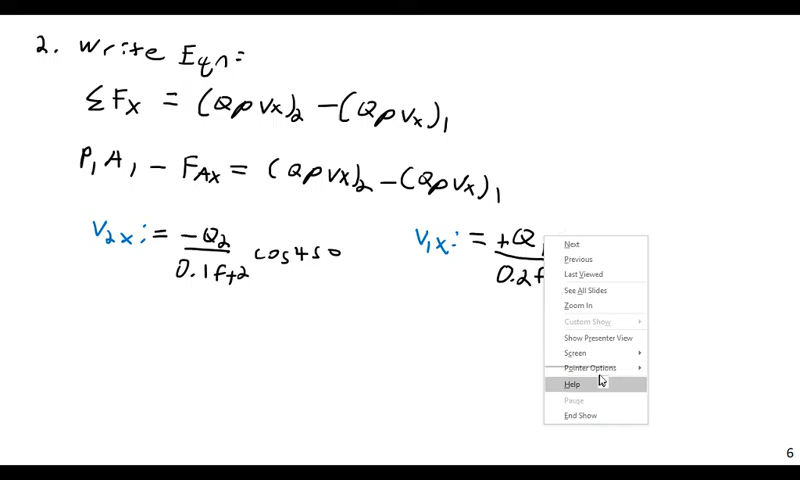 2. Write Eqn:
ΣFx = (QρVx)₂ − (QρVx)₁
P₁A₁ − FAx = (QρVx)₂ − (QρVx)₁
V₂x: = −Q₂ / 0.1ft2 cos450
V₁x: = +Q / 0.2f
Next
Previous
Last Viewed
See All Slides
Zoom In
Custom Show
Show Presenter View
Screen
Pointer Options
Help
Pause
End Show
6